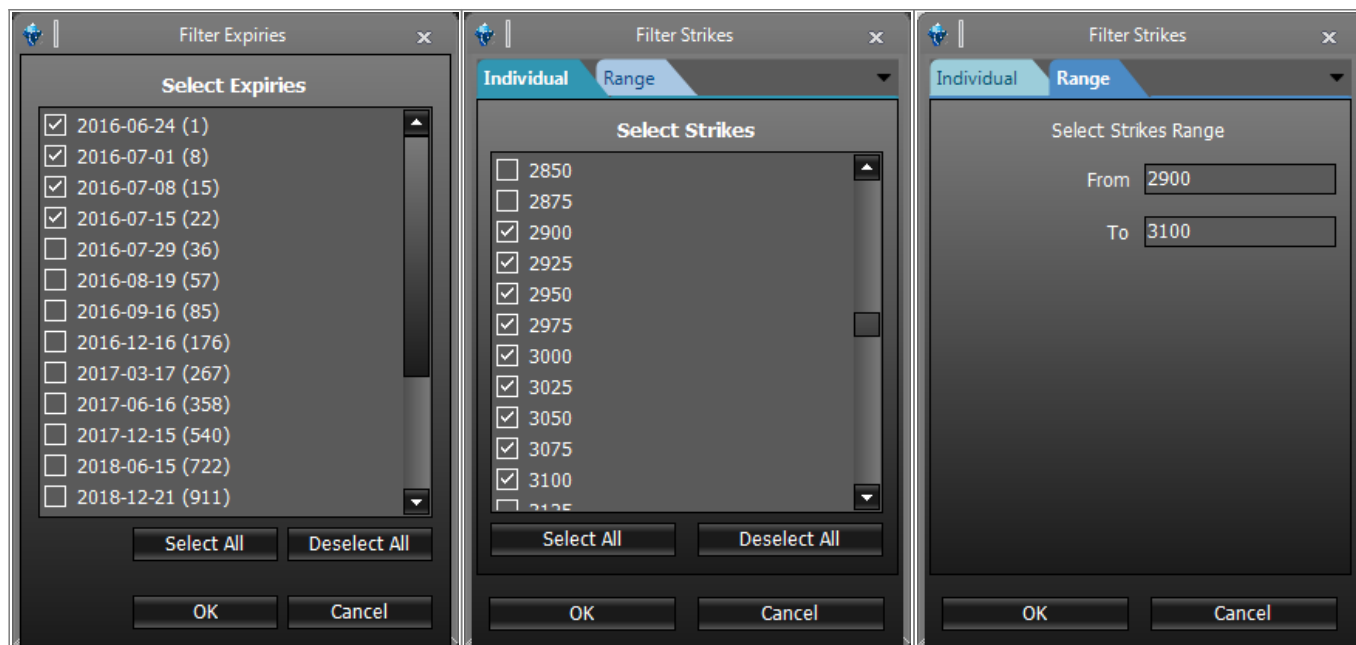 Filter Expiries x
Select Expiries
2016-06-24 (1)
2016-07-01 (8)
2016-07-08 (15)
2016-07-15 (22)
2016-07-29 (36)
2016-08-19 (57)
2016-09-16 (85)
2016-12-16 (176)
2017-03-17 (267)
2017-06-16 (358)
2017-12-15 (540)
2018-06-15 (722)
2018-12-21 (911)
Select All Deselect All
OK Cancel
Filter Strikes x
Individual Range
Select Strikes
2850
2875
2900
2925
2950
2975
3000
3025
3050
3075
3100
Select All Deselect All
OK Cancel
Filter Strikes x
Individual Range
Select Strikes Range
From 2900
To 3100
OK Cancel